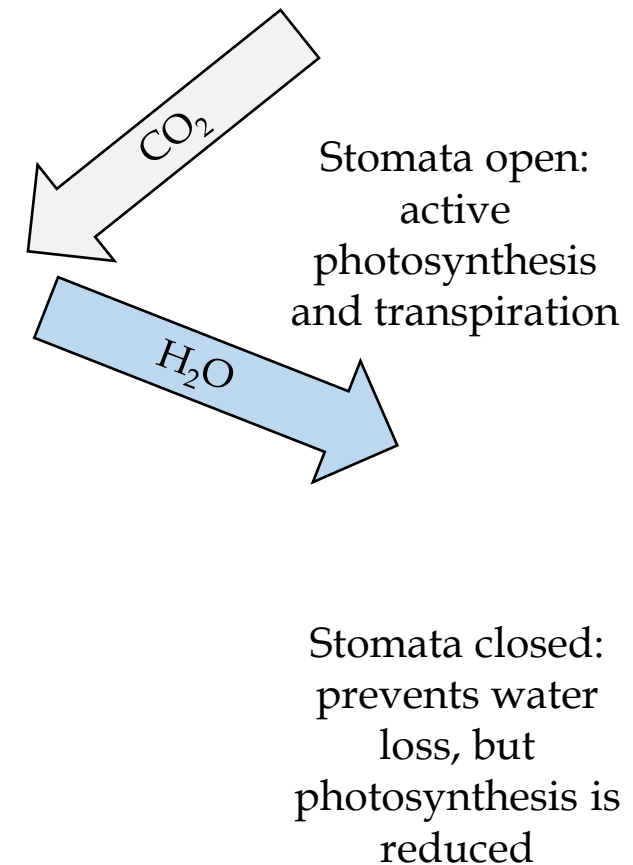 CO₂
Stomata open:
active
photosynthesis
and transpiration
H₂O
Stomata closed:
prevents water
loss, but
photosynthesis is
reduced